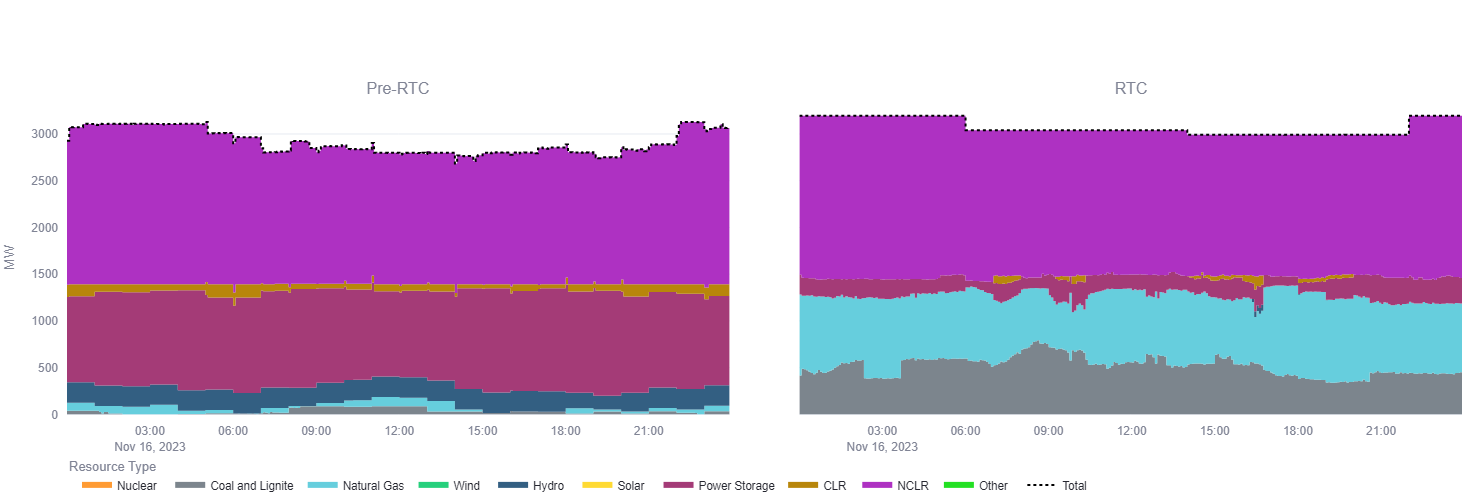 Pre-RTC
RTC
MW
3000
2500
2000
1500
1000
500
0
03:00 06:00 09:00 12:00 15:00 18:00 21:00
Nov 16, 2023
03:00 06:00 09:00 12:00 15:00 18:00 21:00
Nov 16, 2023
Resource Type
Nuclear Coal and Lignite Natural Gas Wind Hydro Solar Power Storage CLR NCLR Other Total